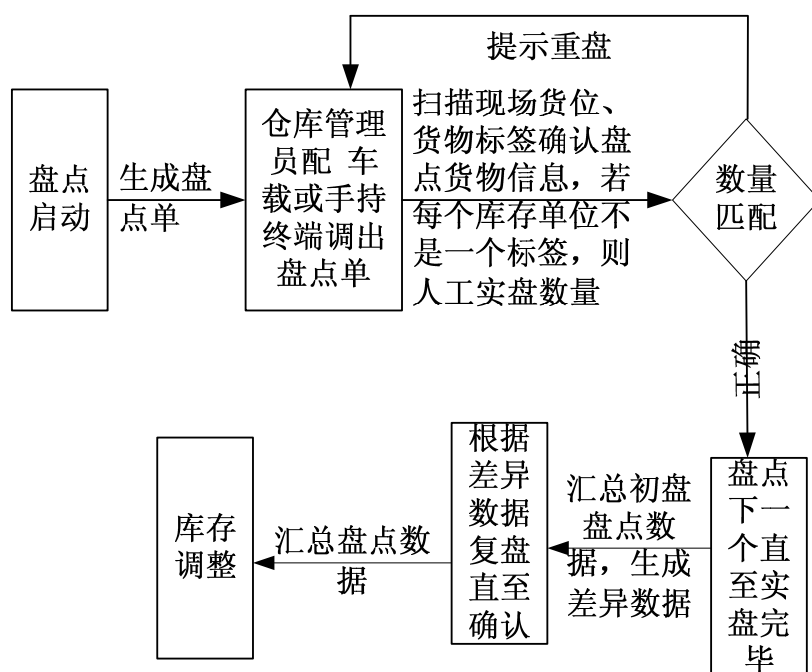 提示重盘
盘点
启动
生成盘
点单
仓库管理
员配 车
载或手持
终端调出
盘点单
扫描现场货位、
货物标签确认盘
点货物信息，若
每个库存单位不
是一个标签，则
人工实盘数量
数量
匹配
正确
盘点
下一
个直
至实
盘完
毕
汇总初盘
盘点数
据，生成
差异数据
根据
差异
数据
复盘
直至
确认
汇总盘点数
据
库存
调整